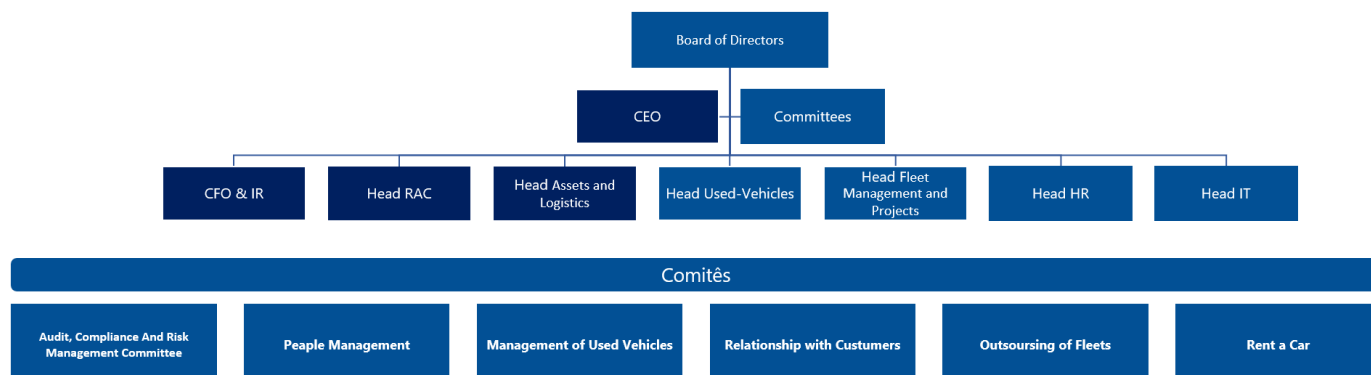 Board of Directors
CEO
Committees
CFO & IR
Head RAC
Head Assets and
Logistics
Head Used-Vehicles
Head Fleet
Management and
Projects
Head HR
Head IT
Comitês
Audit, Compliance And Risk
Management Committee
Peaple Management
Management of Used Vehicles
Relationship with Custumers
Outsoursing of Fleets
Rent a Car